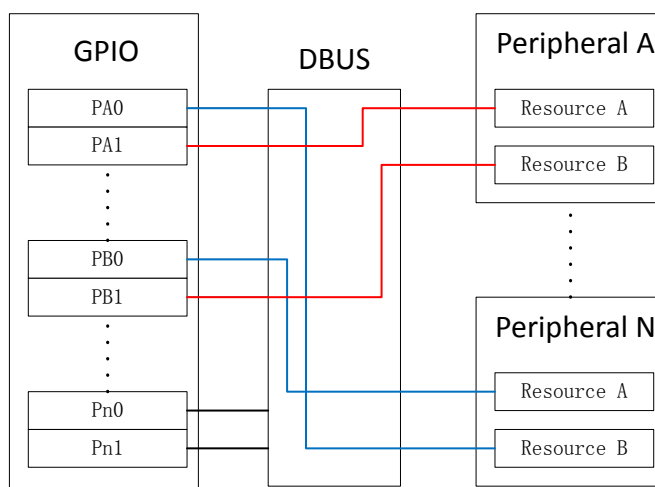 GPIO
PA0
PA1
PB0
PB1
Pn0
Pn1
DBUS
Peripheral A
Resource A
Resource B
Peripheral N
Resource A
Resource B